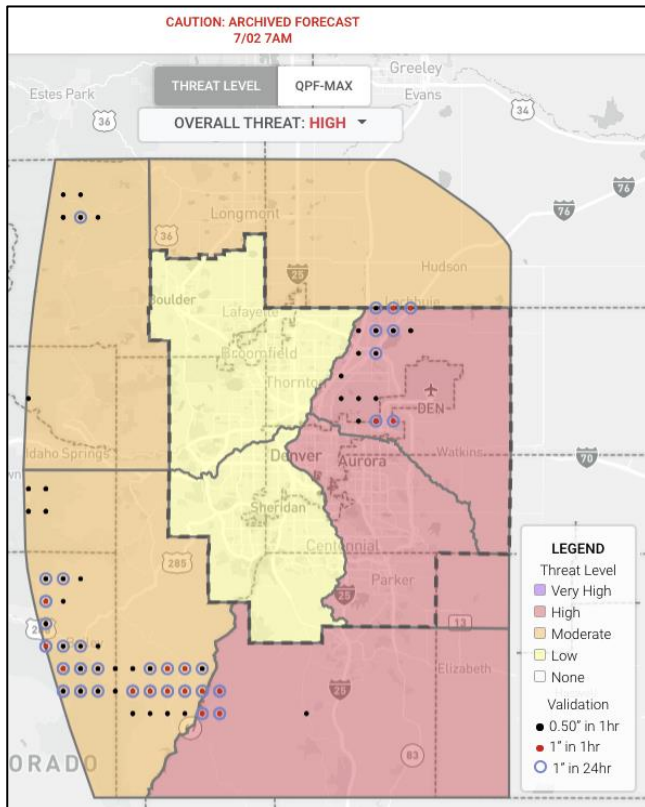 CAUTION: ARCHIVED FORECAST
7/02 7AM
THREAT LEVEL
QPF-MAX
OVERALL THREAT: HIGH
Greeley
Estes Park
Evans
36
34
76
76
Longmont
36
25
Hudson
Boulder
Lafayette
Lochbuie
Broomfield
Thornton
DEN
Idaho Springs
Denver
Aurora
Watkins
70
Sheridan
Centennial
285
Parker
25
13
Elizabeth
25
83
ORADO
LEGEND
Threat Level
Very High
High
Moderate
Low
None
Validation
0.50” in 1hr
1” in 1hr
1” in 24hr